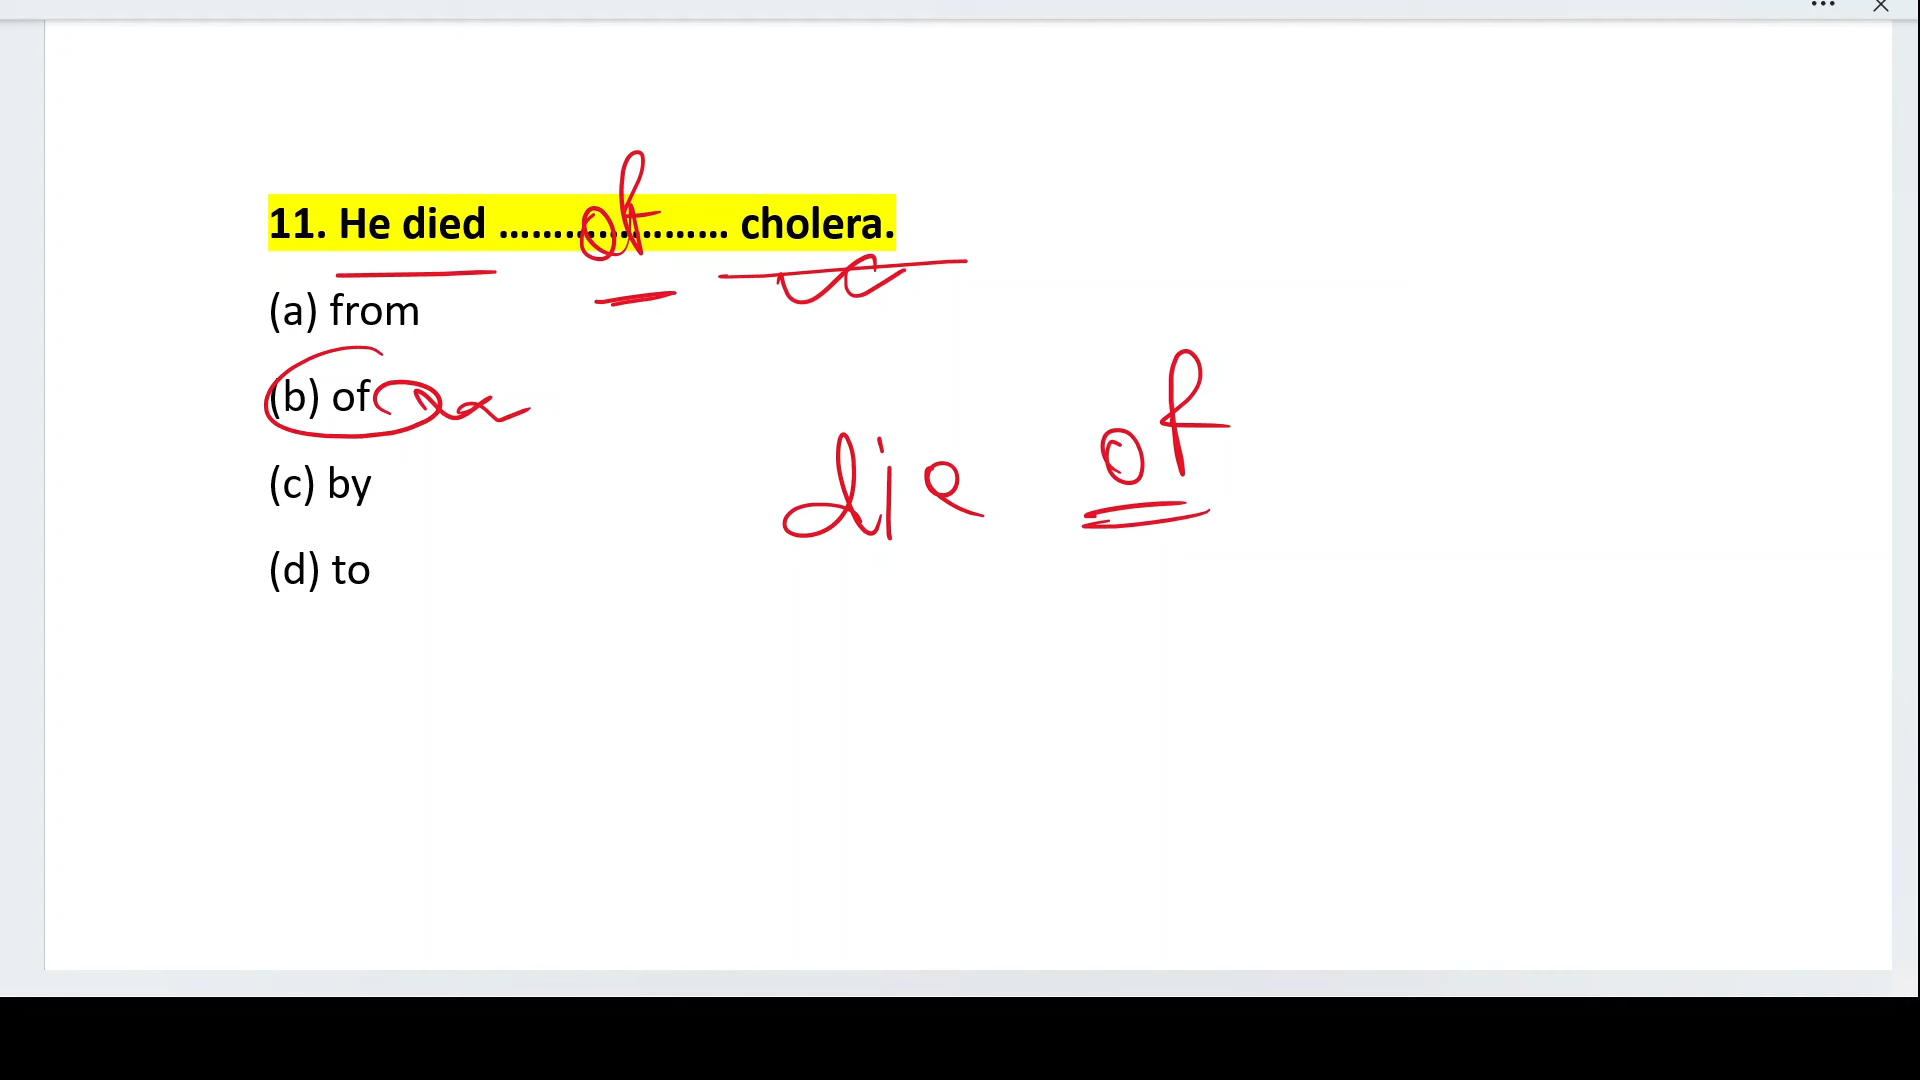 11. He died ..................... cholera.
of
(a) from
(b) of
(c) by
(d) to
die of